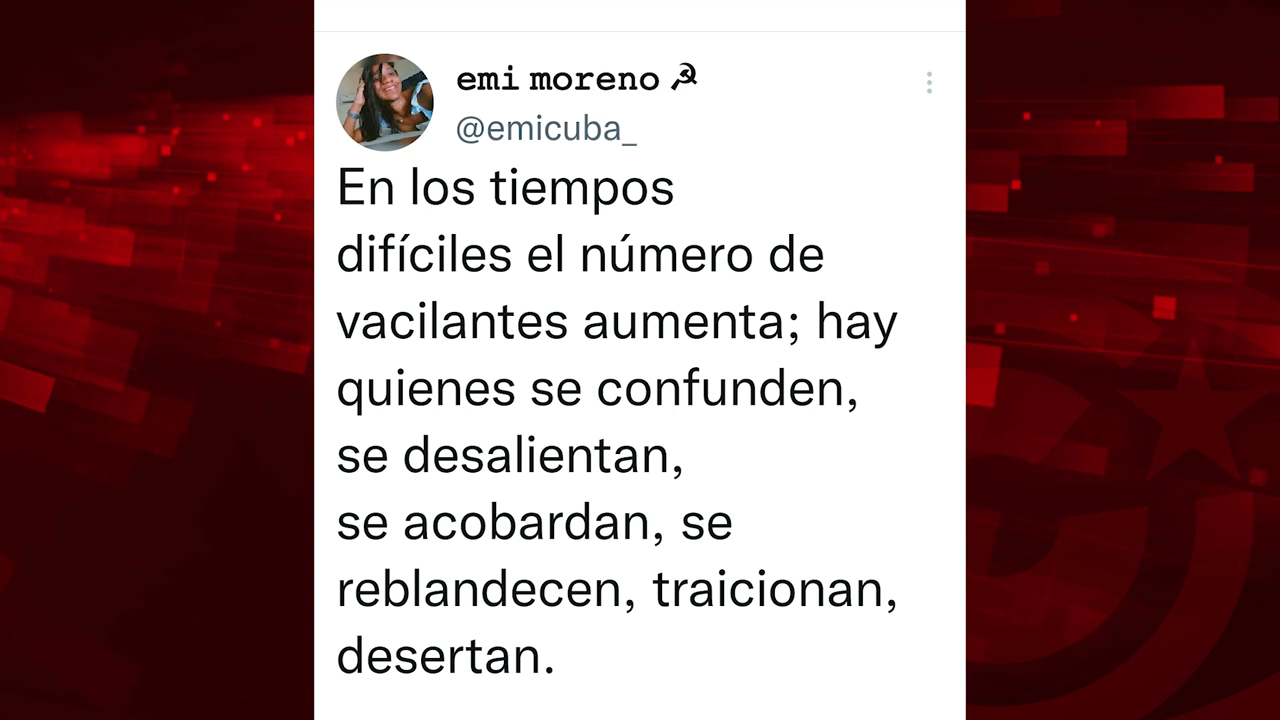 emi moreno ☭
@emicuba_
En los tiempos
difíciles el número de
vacilantes aumenta; hay
quienes se confunden,
se desalientan,
se acobardan, se
reblandecen, traicionan,
desertan.